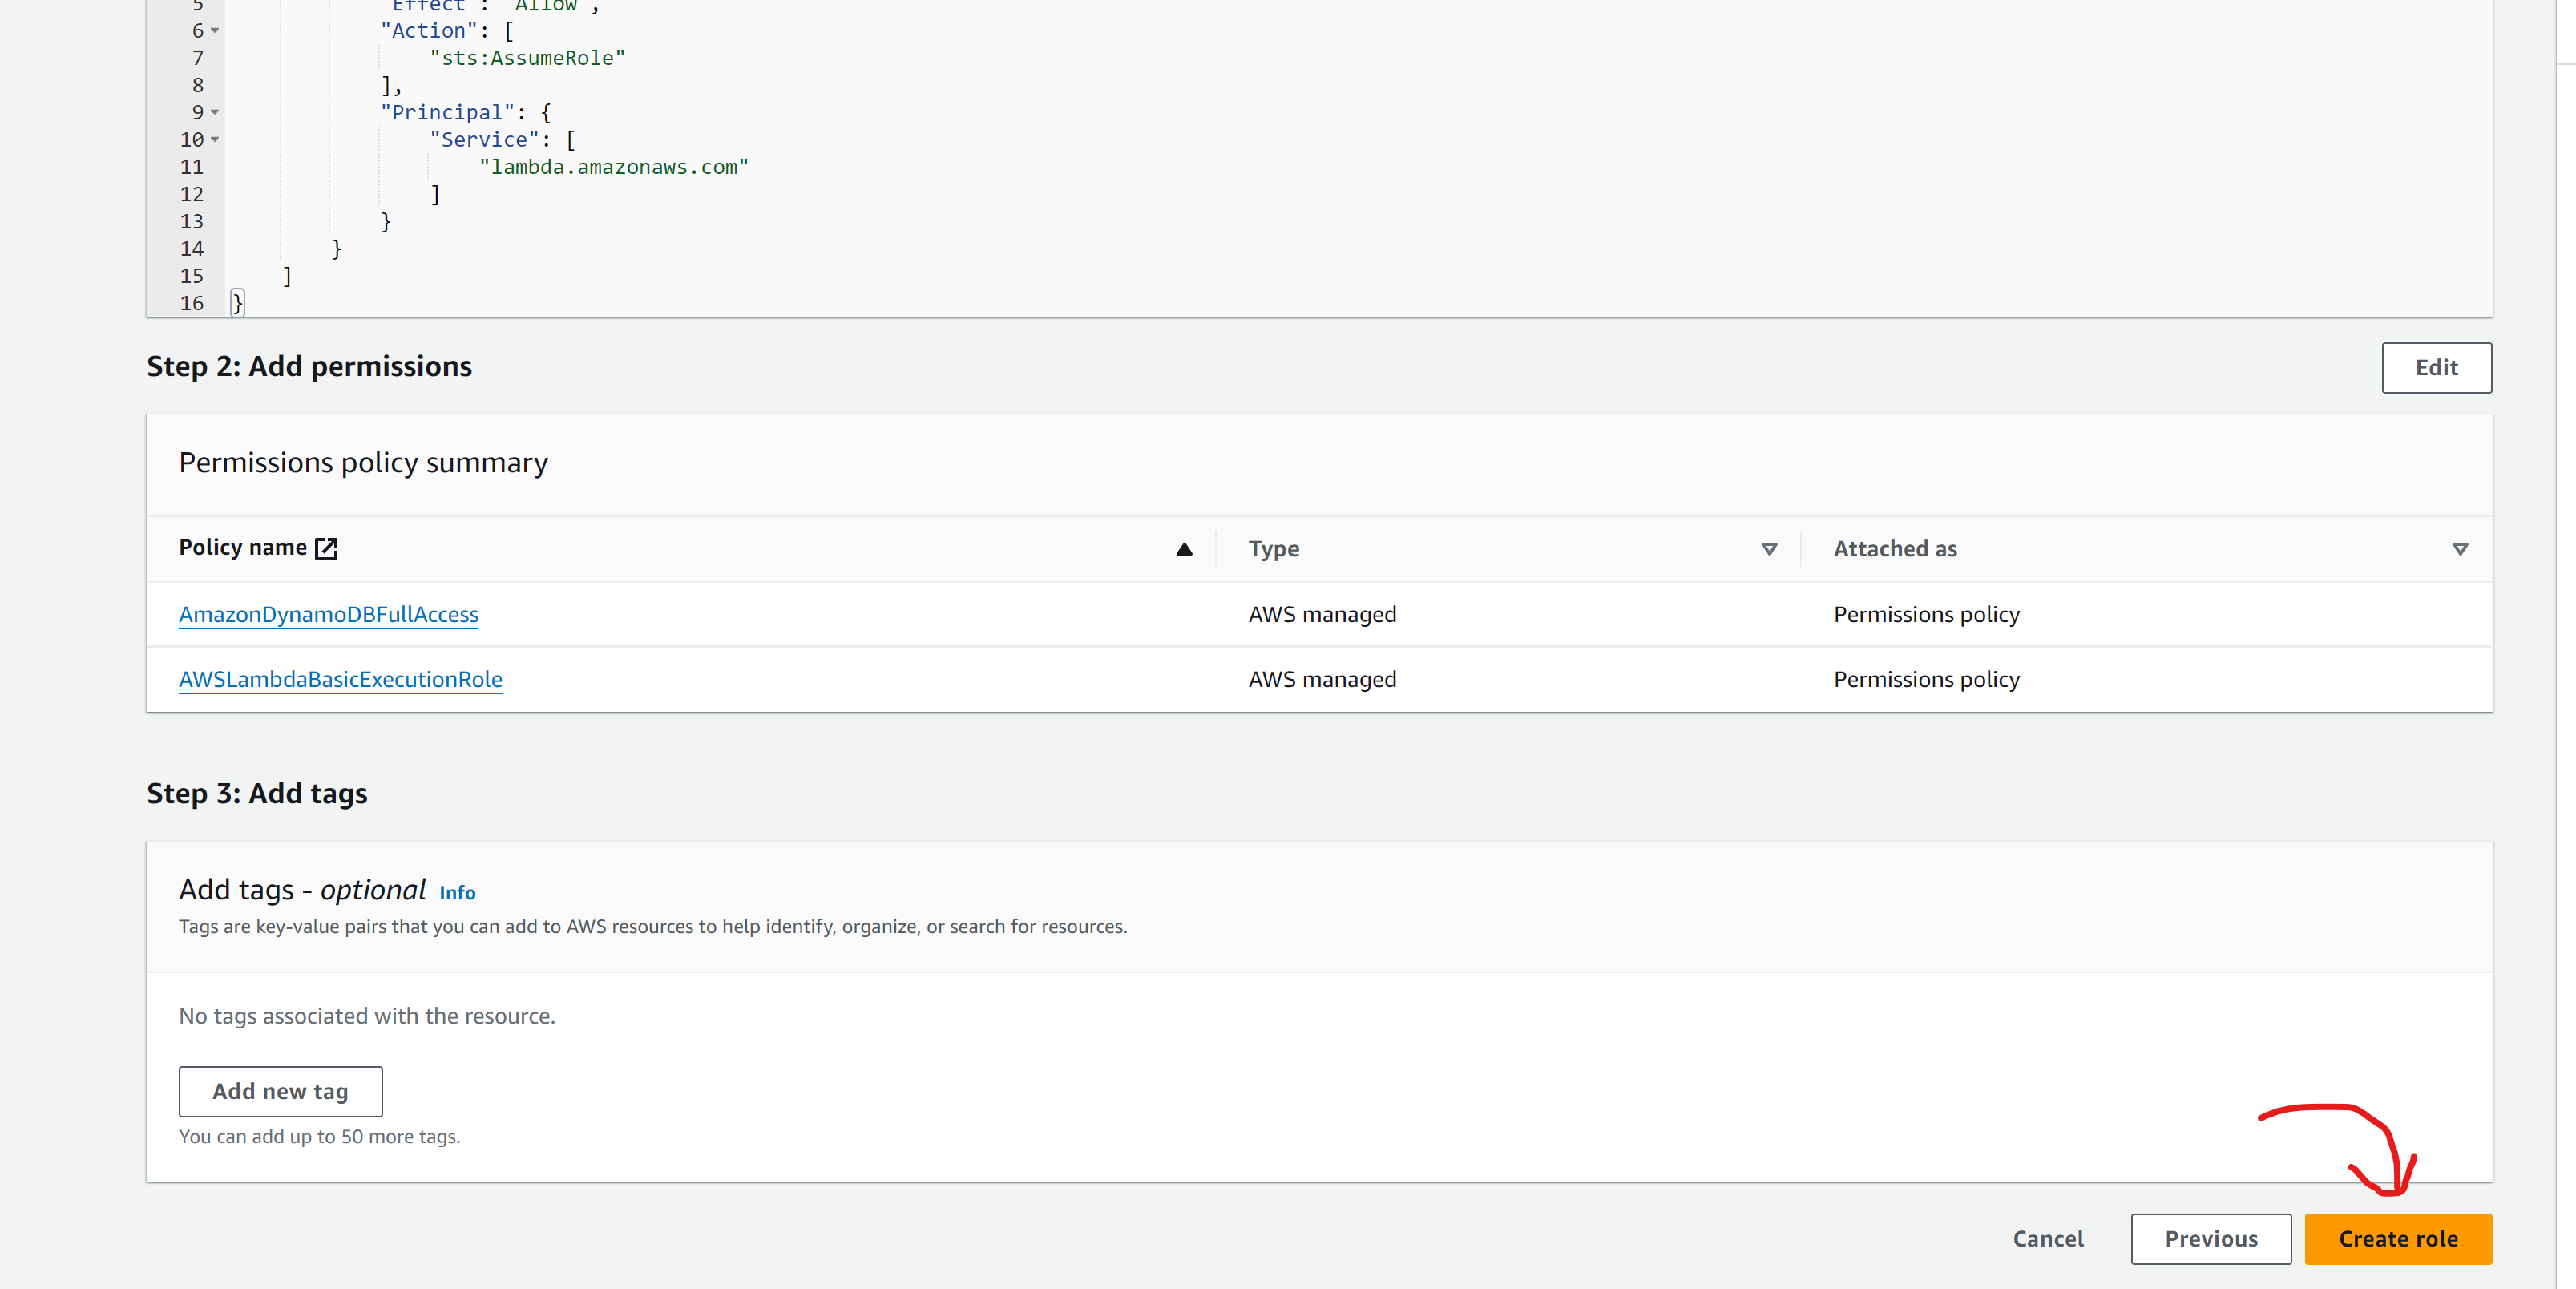 5 "Effect": "Allow",
6 "Action": [
7 "sts:AssumeRole"
8 ],
9 "Principal": {
10 "Service": [
11 "lambda.amazonaws.com"
12 ]
13 }
14 }
15 ]
16 }
Step 2: Add permissions
Edit
Permissions policy summary
Policy name Type Attached as
AmazonDynamoDBFullAccess AWS managed Permissions policy
AWSLambdaBasicExecutionRole AWS managed Permissions policy
Step 3: Add tags
Add tags - optional Info
Tags are key-value pairs that you can add to AWS resources to help identify, organize, or search for resources.
No tags associated with the resource.
Add new tag
You can add up to 50 more tags.
Cancel Previous Create role